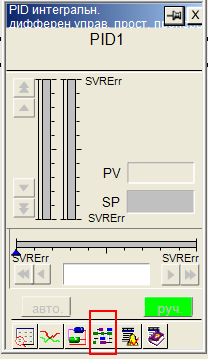 PID интегральн.
дифферен управ. прост.
PID1
SVRErr
PV
SP
SVRErr
SVRErr SVRErr
авто. руч.